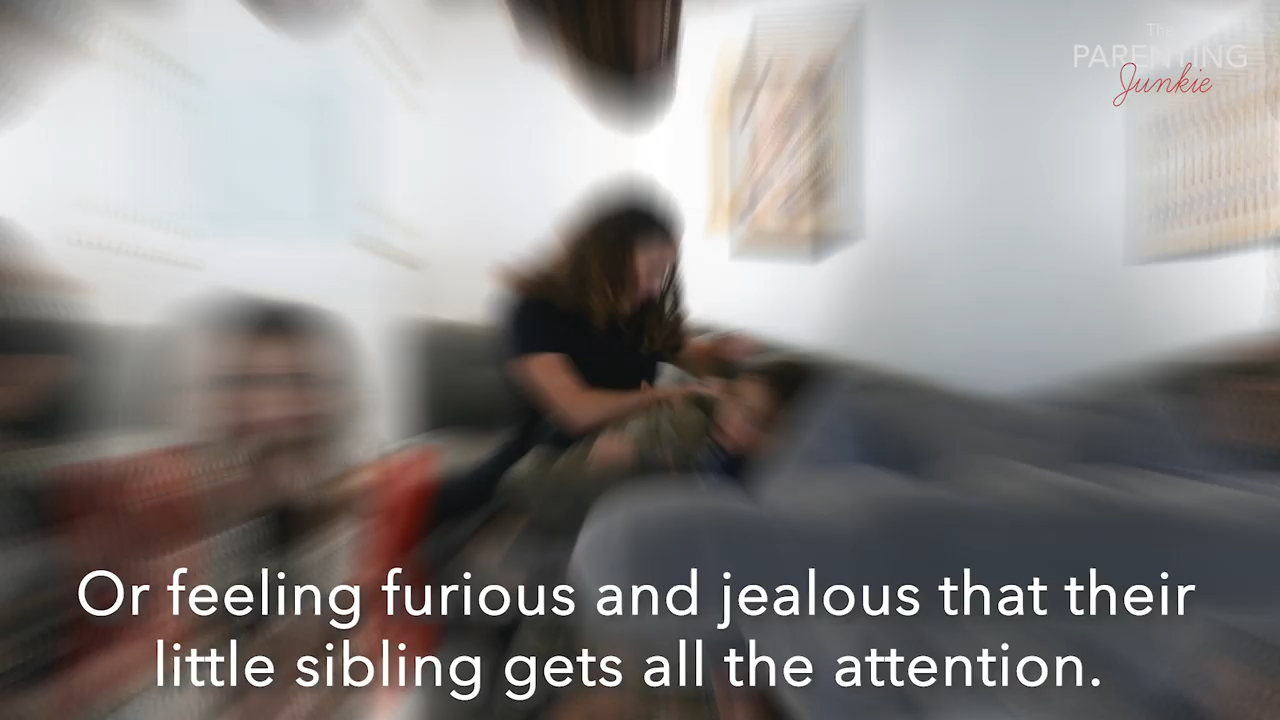 The
PARENTING
Junkie
Or feeling furious and jealous that their
little sibling gets all the attention.